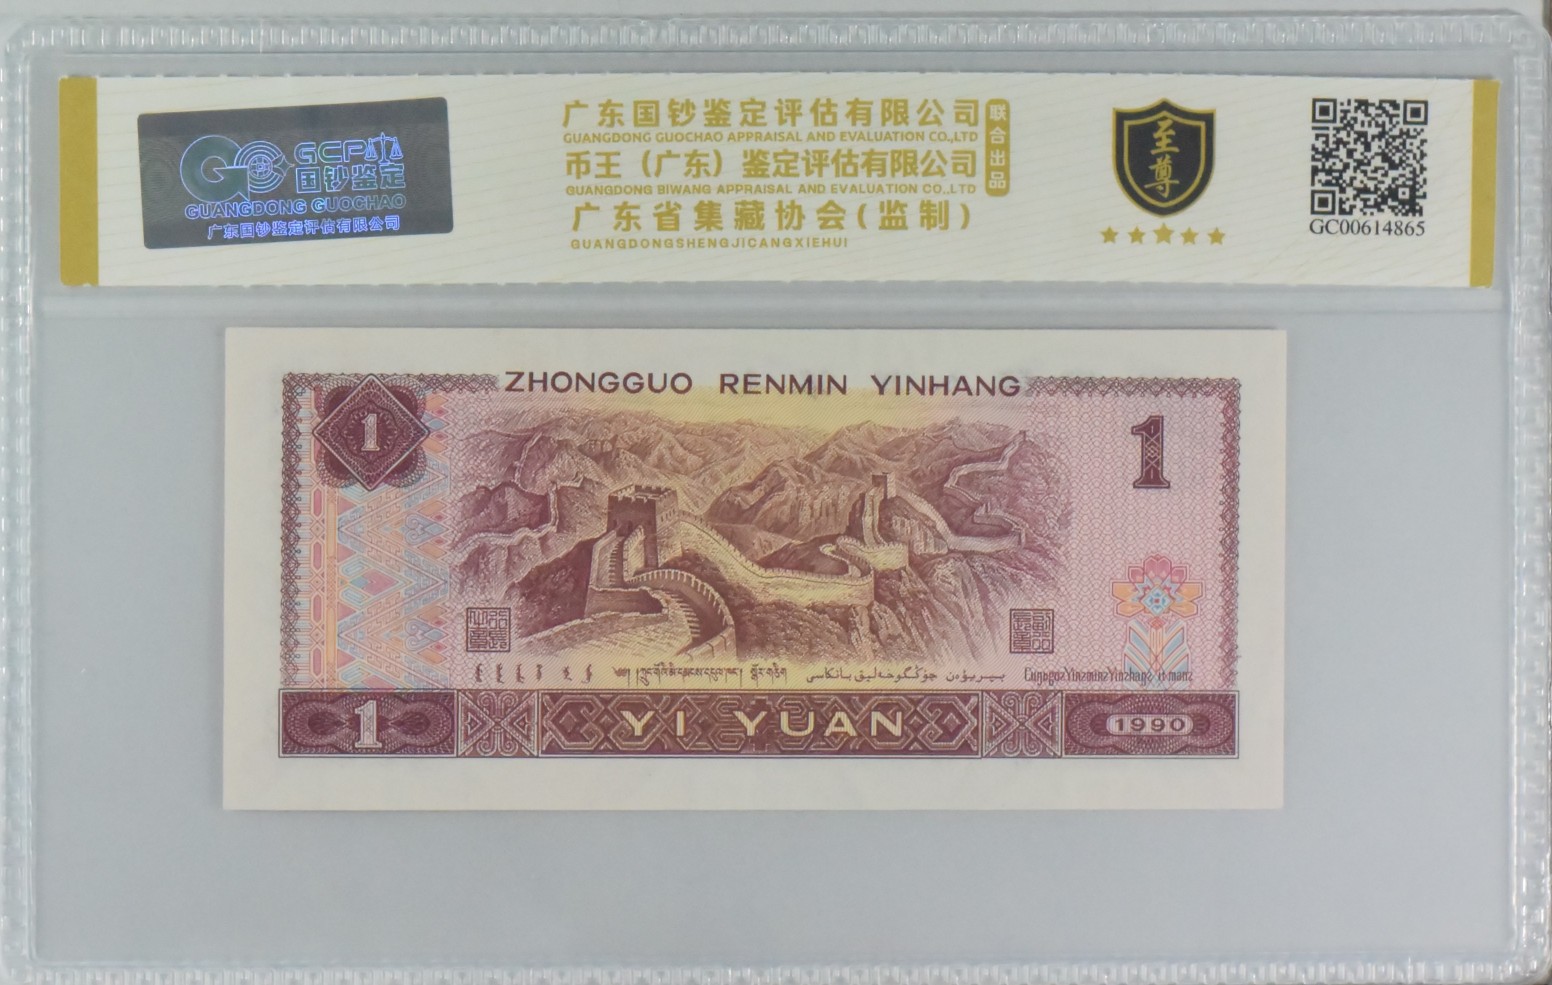 GCP
国钞鉴定
GUANGDONG GUOCHAO
广东国钞鉴定评估有限公司
广东国钞鉴定评估有限公司
GUANGDONG GUOCHAO APPRAISAL AND EVALUATION CO.,LTD
币王（广东）鉴定评估有限公司
GUANGDONG BIWANG APPRAISAL AND EVALUATION CO.,LTD
广东省集藏协会(监制)
GUANGDONGSHENGJICANGXIEHUI
联合出品
至尊
GC00614865
ZHONGGUO RENMIN YINHANG
1
1
1
YI YUAN
1990